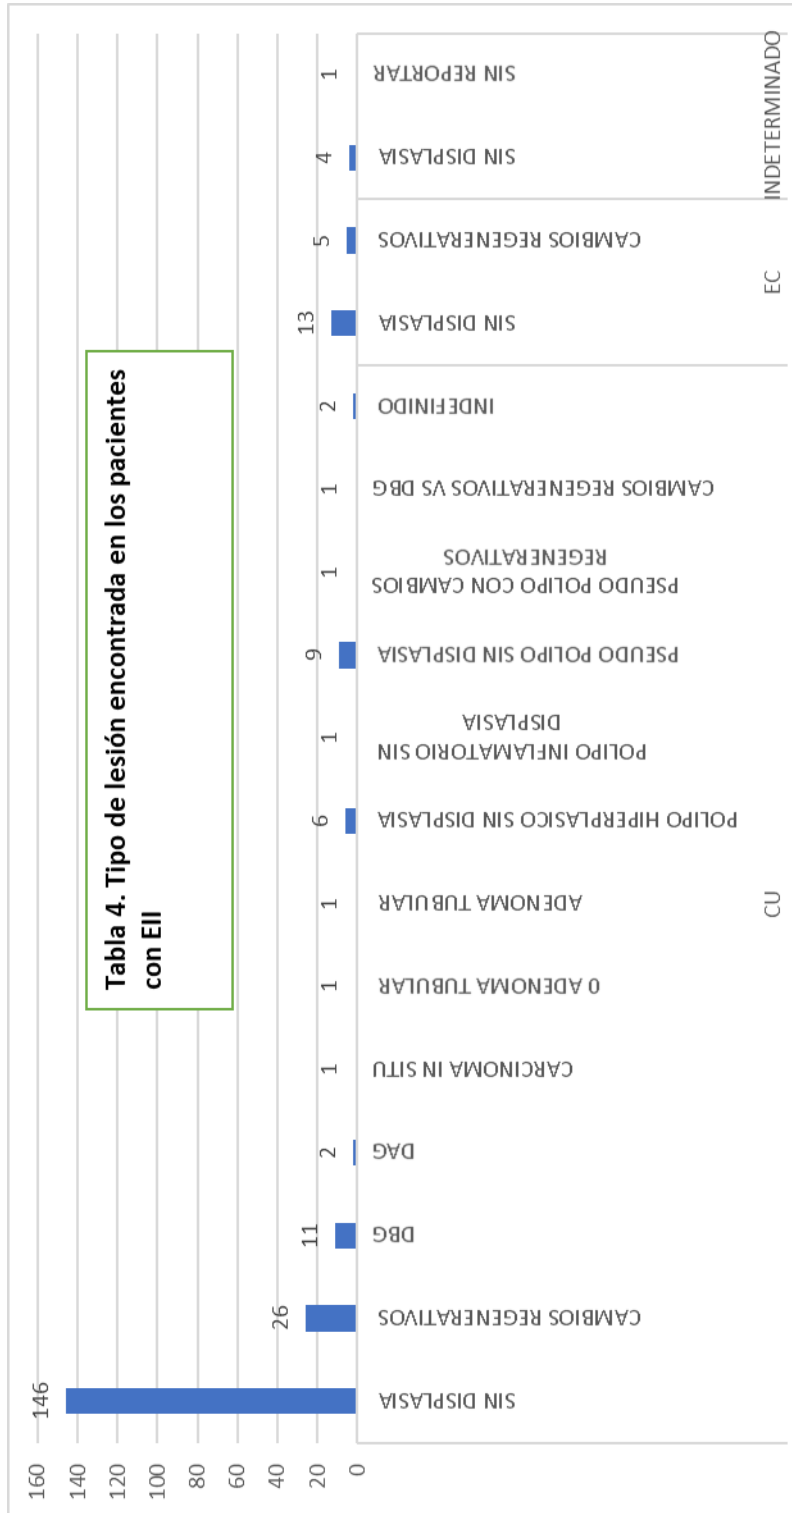 Tabla 4. Tipo de lesión encontrada en los pacientes
con EII
160
140
120
100
80
60
40
20
0
146
26
11
2
1
1
1
6
1
9
1
1
2
13
5
4
1
SIN DISPLASIA
CAMBIOS REGENERATIVOS
DBG
DAG
CARCINOMA IN SITU
0 ADENOMA TUBULAR
ADENOMA TUBULAR
POLIPO HIPERPLASICO SIN DISPLASIA
POLIPO INFLAMATORIO SIN
DISPLASIA
PSEUDO POLIPO SIN DISPLASIA
PSEUDO POLIPO CON CAMBIOS
REGENERATIVOS
CAMBIOS REGENERATIVOS VS DBG
INDEFINIDO
SIN DISPLASIA
CAMBIOS REGENERATIVOS
SIN DISPLASIA
SIN REPORTAR
CU
EC
INDETERMINADO